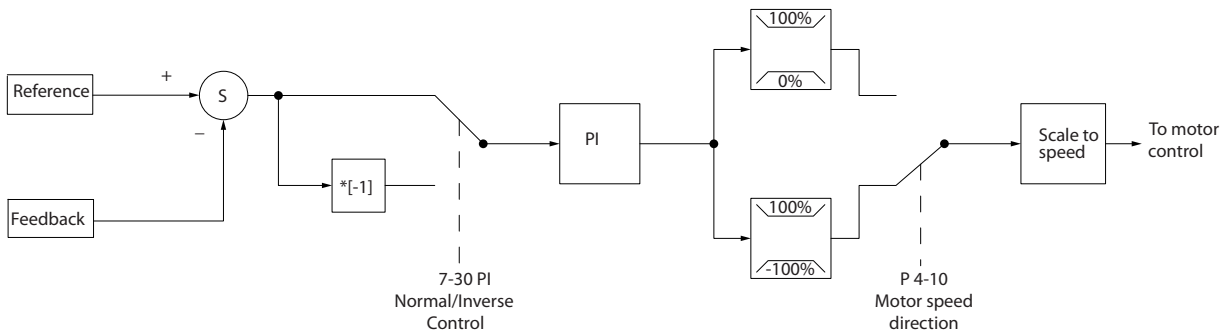 Reference
+
S
–
Feedback
*[-1]
7-30 PI
Normal/Inverse
Control
PI
100%
0%
100%
-100%
P 4-10
Motor speed
direction
Scale to
speed
To motor
control